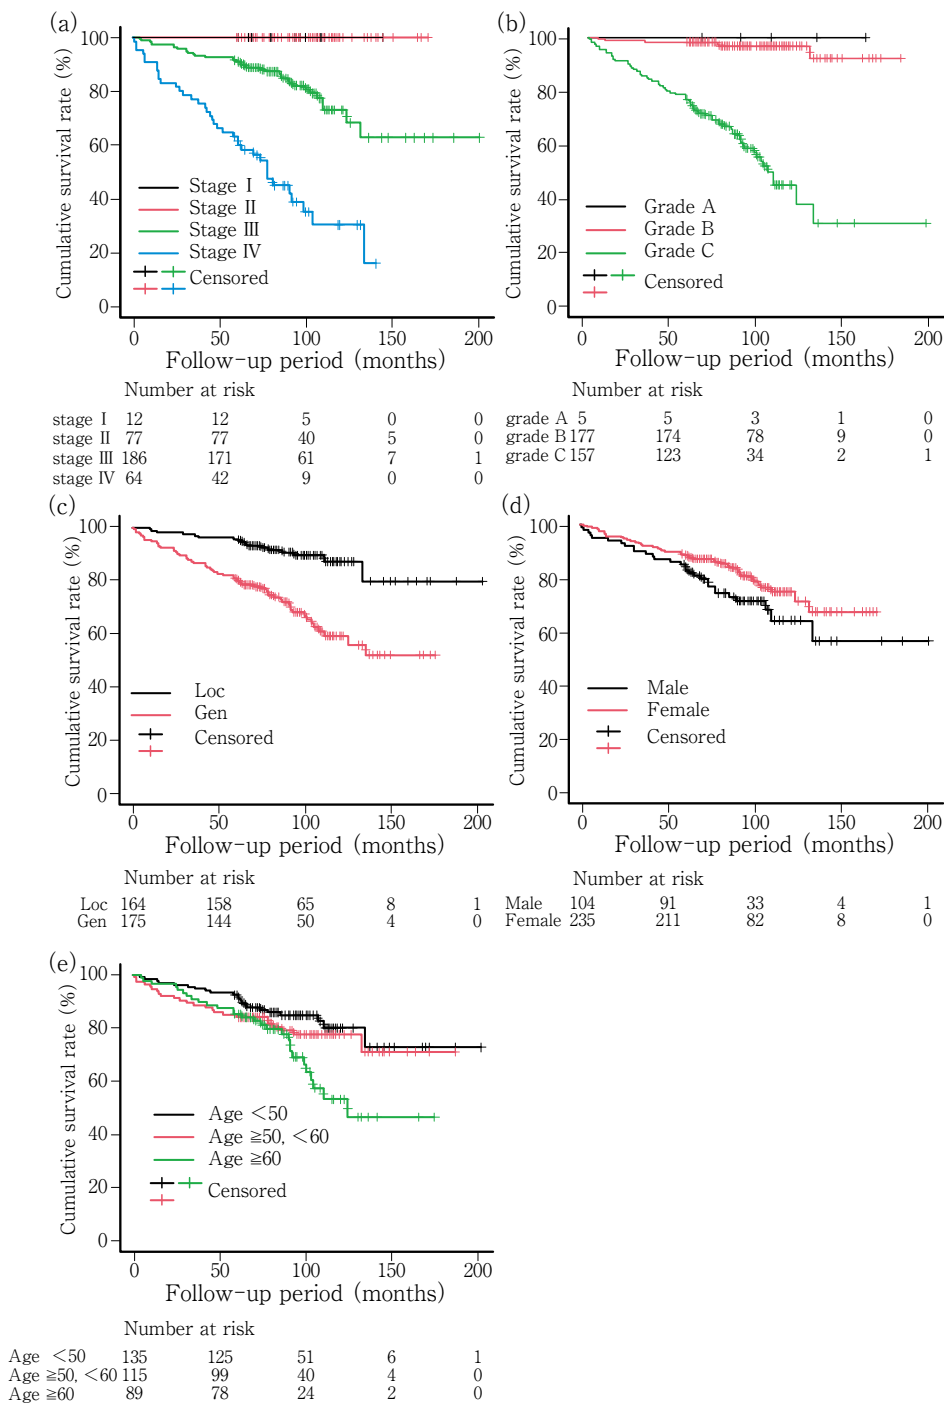 (a)
Cumulative survival rate (%)
100
80
60
40
20
0
Stage Ⅰ
Stage Ⅱ
Stage Ⅲ
Stage Ⅳ
Censored
0 50 100 150 200
Follow-up period (months)
Number at risk
stage Ⅰ 12 12 5 0 0
stage Ⅱ 77 77 40 5 0
stage Ⅲ 186 171 61 7 1
stage Ⅳ 64 42 9 0 0
(b)
Cumulative survival rate (%)
100
80
60
40
20
0
Grade A
Grade B
Grade C
Censored
0 50 100 150 200
Follow-up period (months)
Number at risk
grade A 5 5 3 1 0
grade B 177 174 78 9 0
grade C 157 123 34 2 1
(c)
Cumulative survival rate (%)
100
80
60
40
20
0
Loc
Gen
Censored
0 50 100 150 200
Follow-up period (months)
Number at risk
Loc 164 158 65 8 1
Gen 175 144 50 4 0
(d)
Cumulative survival rate (%)
100
80
60
40
20
0
Male
Female
Censored
0 50 100 150 200
Follow-up period (months)
Number at risk
Male 104 91 33 4 1
Female 235 211 82 8 0
(e)
Cumulative survival rate (%)
100
80
60
40
20
0
Age <50
Age ≧50, <60
Age ≧60
Censored
0 50 100 150 200
Follow-up period (months)
Number at risk
Age <50 135 125 51 6 1
Age ≧50, <60 115 99 40 4 0
Age ≧60 89 78 24 2 0